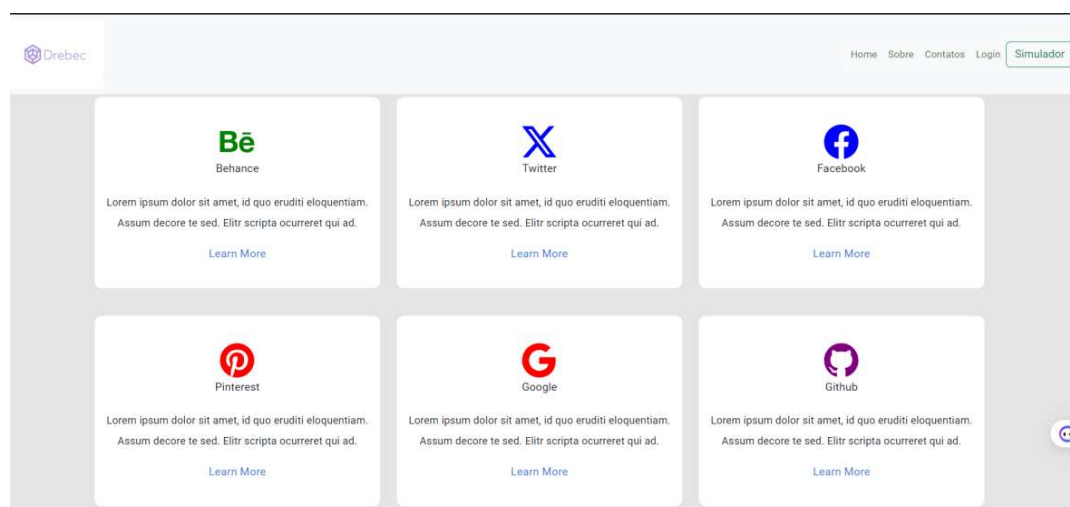 Drebec
Home Sobre Contatos Login Simulador
Bē
Behance
Twitter
Facebook
Lorem ipsum dolor sit amet, id quo eruditi eloquentiam.
Assum decore te sed. Elitr scripta ocurreret qui ad.
Learn More
Lorem ipsum dolor sit amet, id quo eruditi eloquentiam.
Assum decore te sed. Elitr scripta ocurreret qui ad.
Learn More
Lorem ipsum dolor sit amet, id quo eruditi eloquentiam.
Assum decore te sed. Elitr scripta ocurreret qui ad.
Learn More
Pinterest
Google
Github
Lorem ipsum dolor sit amet, id quo eruditi eloquentiam.
Assum decore te sed. Elitr scripta ocurreret qui ad.
Learn More
Lorem ipsum dolor sit amet, id quo eruditi eloquentiam.
Assum decore te sed. Elitr scripta ocurreret qui ad.
Learn More
Lorem ipsum dolor sit amet, id quo eruditi eloquentiam.
Assum decore te sed. Elitr scripta ocurreret qui ad.
Learn More